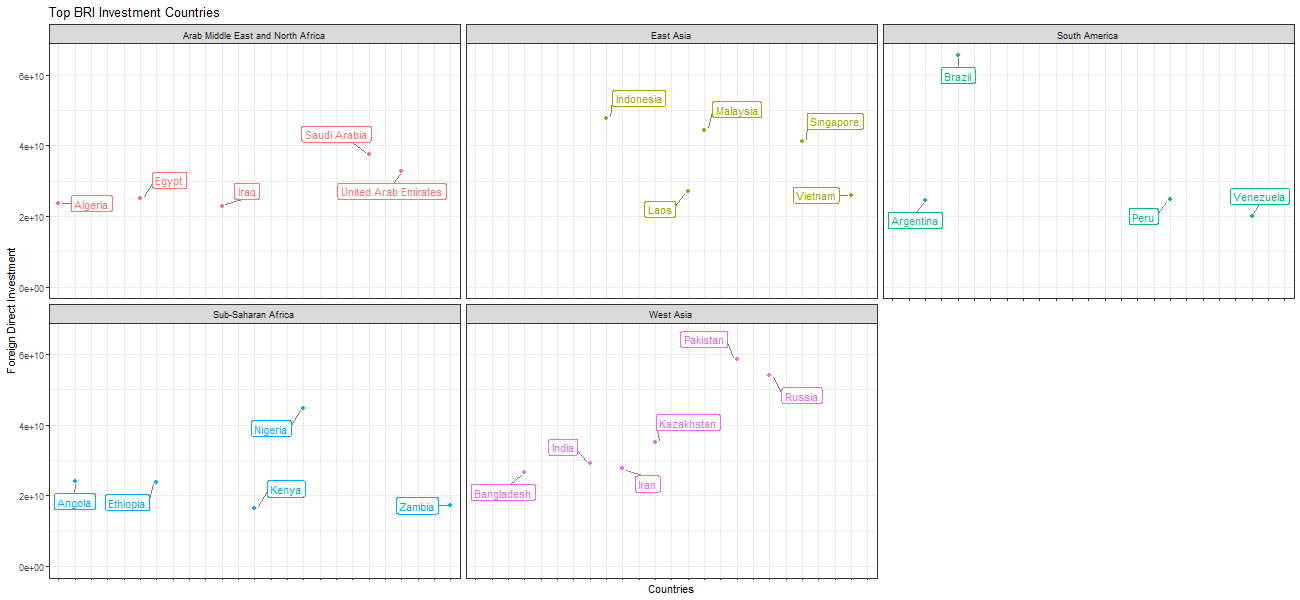 Top BRI Investment Countries
Arab Middle East and North Africa
East Asia
South America
6e+10
4e+10
2e+10
0e+00
Saudi Arabia
Egypt
Iraq
United Arab Emirates
Algeria
Indonesia
Malaysia
Singapore
Vietnam
Laos
Brazil
Venezuela
Peru
Argentina
Foreign Direct Investment
Sub-Saharan Africa
West Asia
6e+10
4e+10
2e+10
0e+00
Nigeria
Kenya
Angola
Ethiopia
Zambia
Pakistan
Russia
Kazakhstan
India
Iran
Bangladesh
Countries